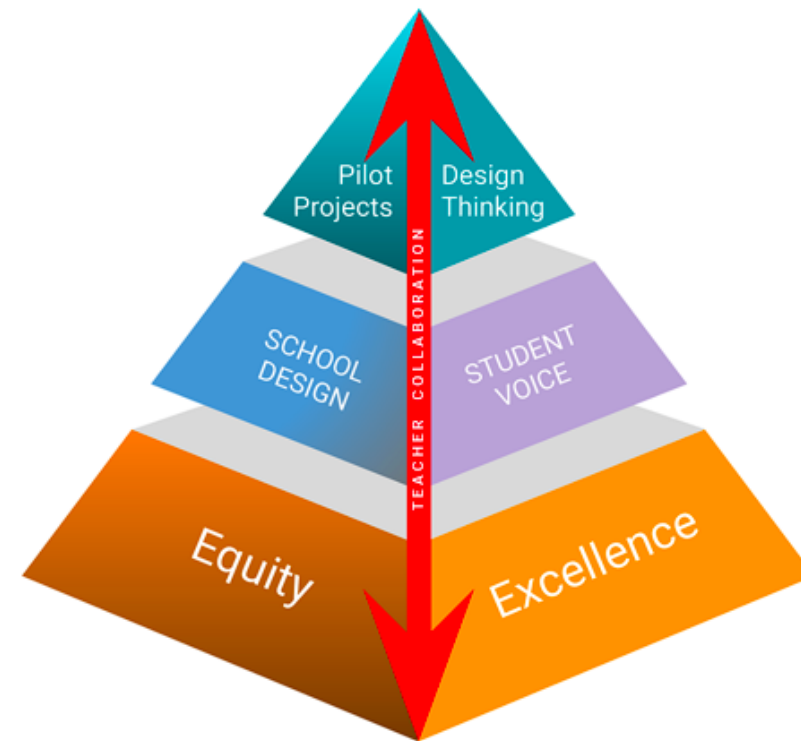 Pilot
Projects
Design
Thinking
TEACHER COLLABORATION
SCHOOL
DESIGN
STUDENT
VOICE
Equity
Excellence